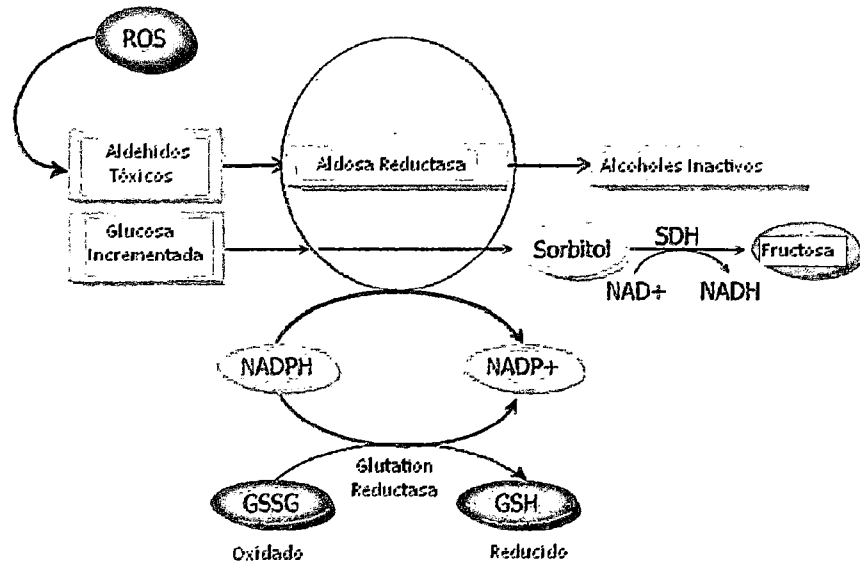 ROS
Aldéhidos
Tóxicos
Aldosa Reductasa
Alcoholes Inactivos
Glucosa
Incrementada
Sorbitol
SDH
Fructosa
NAD+
NADH
NADPH
NADP+
Glutation
Reductasa
GSSG
GSH
Oxidado
Reducido